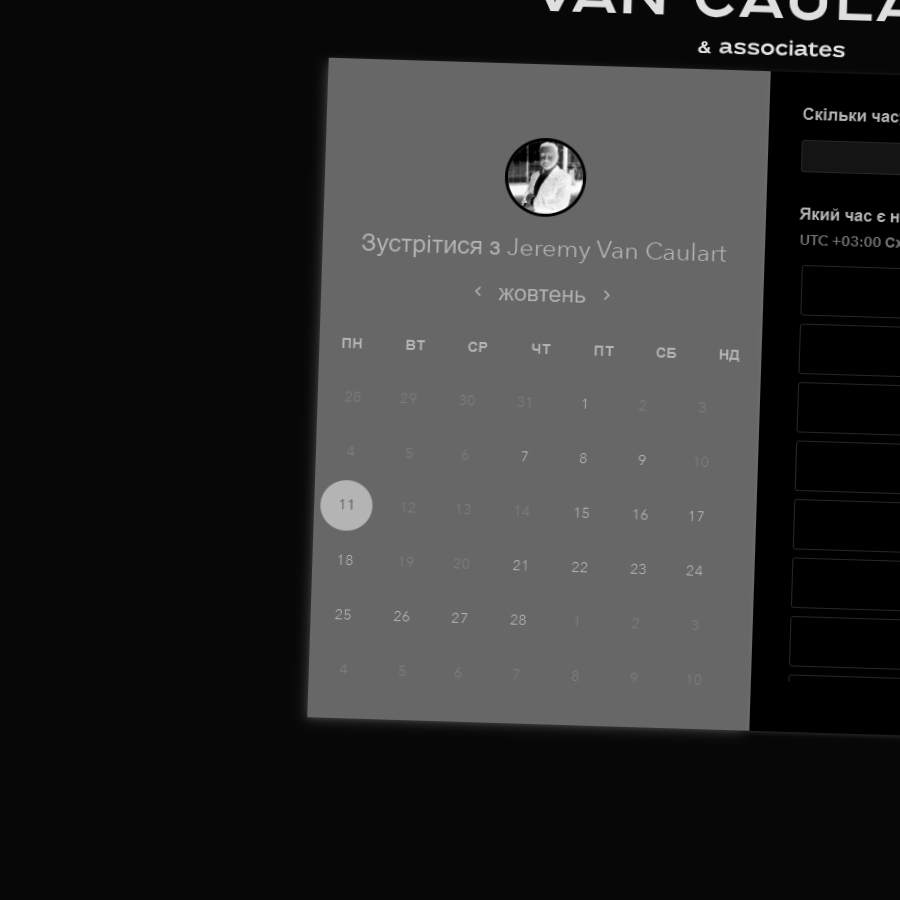 VAN CAULA
& associates
Зустрітися з Jeremy Van Caulart
‹ жовтень ›
ПН ВТ СР ЧТ ПТ СБ НД
28 29 30 31 1 2 3
4 5 6 7 8 9 10
11 12 13 14 15 16 17
18 19 20 21 22 23 24
25 26 27 28 1 2 3
4 5 6 7 8 9 10
Скільки час
Який час є н
UTC +03:00 Сх